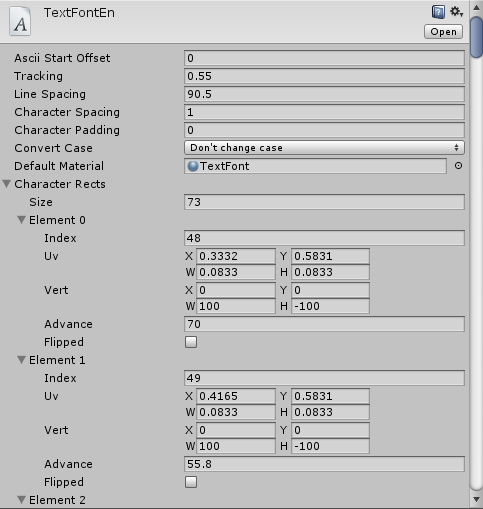 TextFontEn
Open
Ascii Start Offset 0
Tracking 0.55
Line Spacing 90.5
Character Spacing 1
Character Padding 0
Convert Case Don't change case
Default Material TextFont
Character Rects
Size 73
Element 0
Index 48
Uv X 0.3332 Y 0.5831
W 0.0833 H 0.0833
Vert X 0 Y 0
W 100 H -100
Advance 70
Flipped
Element 1
Index 49
Uv X 0.4165 Y 0.5831
W 0.0833 H 0.0833
Vert X 0 Y 0
W 100 H -100
Advance 55.8
Flipped
Element 2